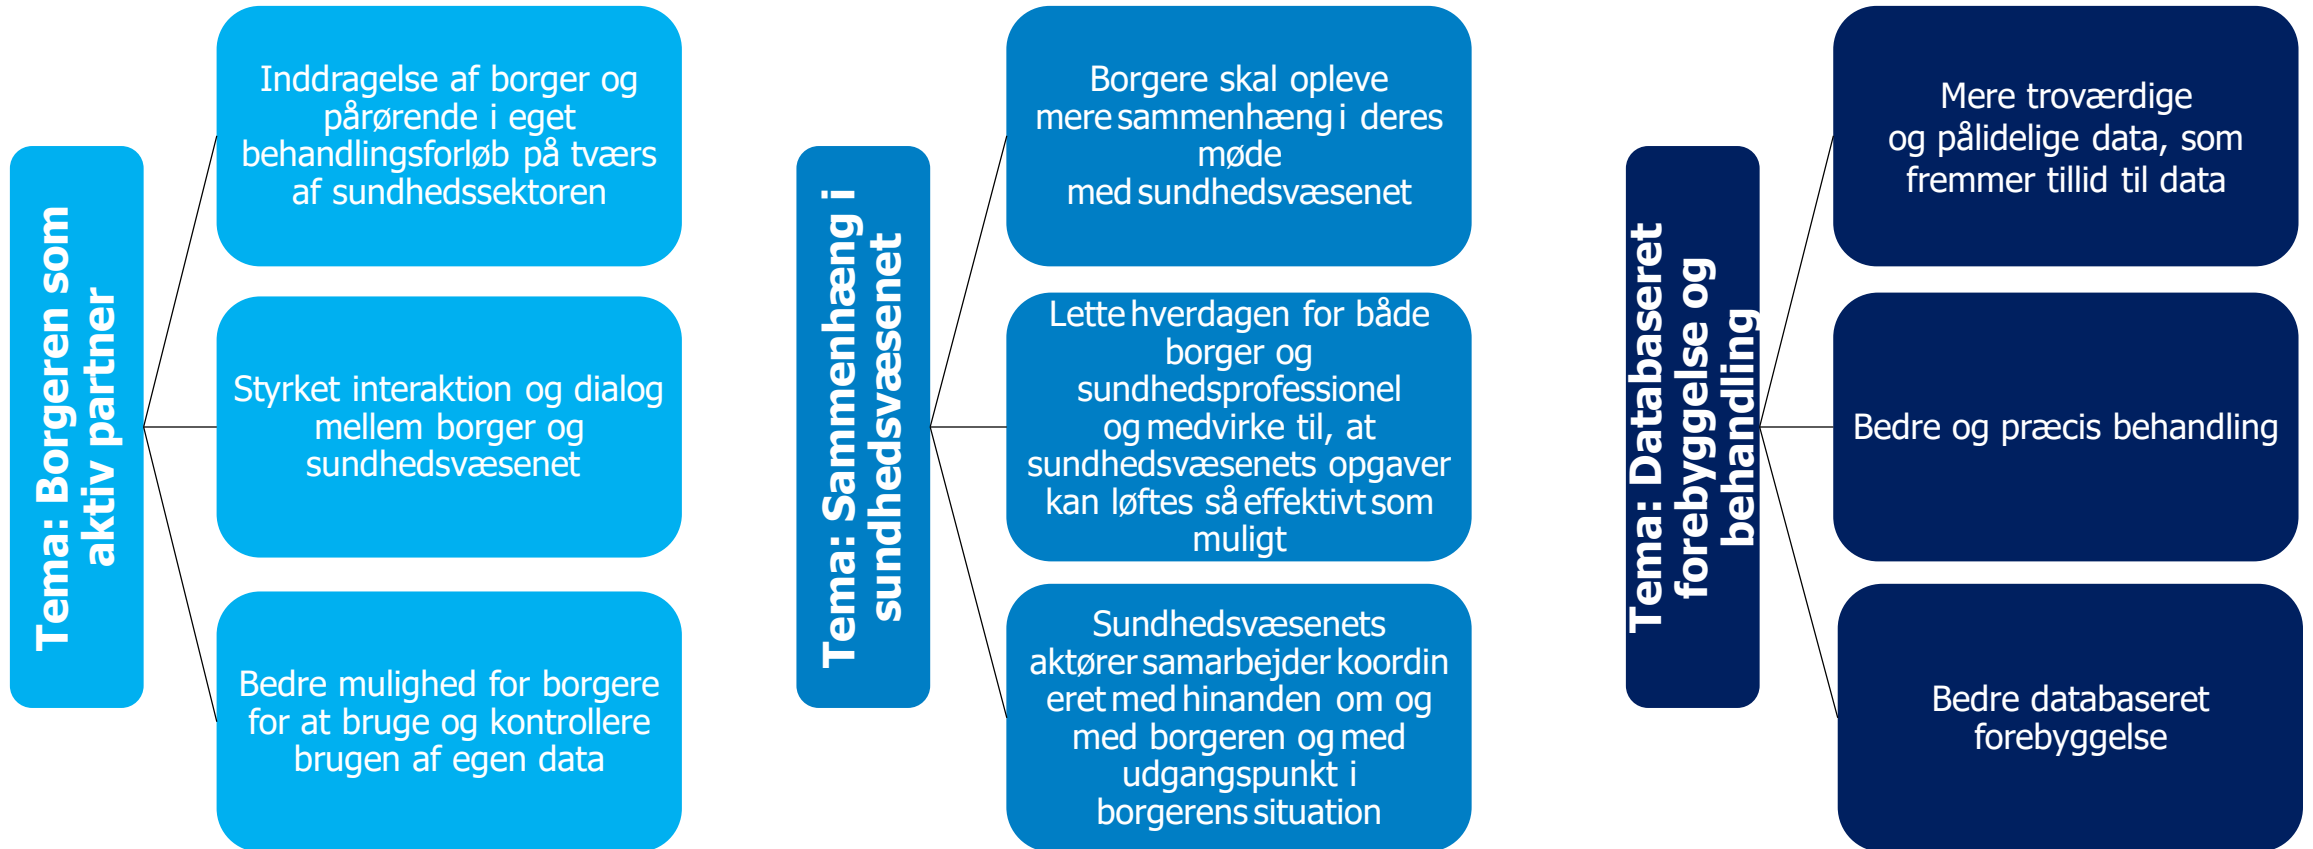 Tema: Borgeren som
aktiv partner
Inddragelse af borger og
pårørende i eget
behandlingsforløb på tværs
af sundhedssektoren
Styrket interaktion og dialog
mellem borger og
sundhedsvæsenet
Bedre mulighed for borgere
for at bruge og kontrollere
brugen af egen data
Tema: Sammenhæng i
sundhedsvæsenet
Borgere skal opleve
mere sammenhæng i deres
møde
med sundhedsvæsenet
Lette hverdagen for både
borger og
sundhedsprofessionel
og medvirke til, at
sundhedsvæsenets opgaver
kan løftes så effektivt som
muligt
Sundhedsvæsenets
aktører samarbejder koordin
eret med hinanden om og
med borgeren og med
udgangspunkt i
borgerens situation
Tema: Databaseret
forebyggelse og
behandling
Mere troværdige
og pålidelige data, som
fremmer tillid til data
Bedre og præcis behandling
Bedre databaseret
forebyggelse